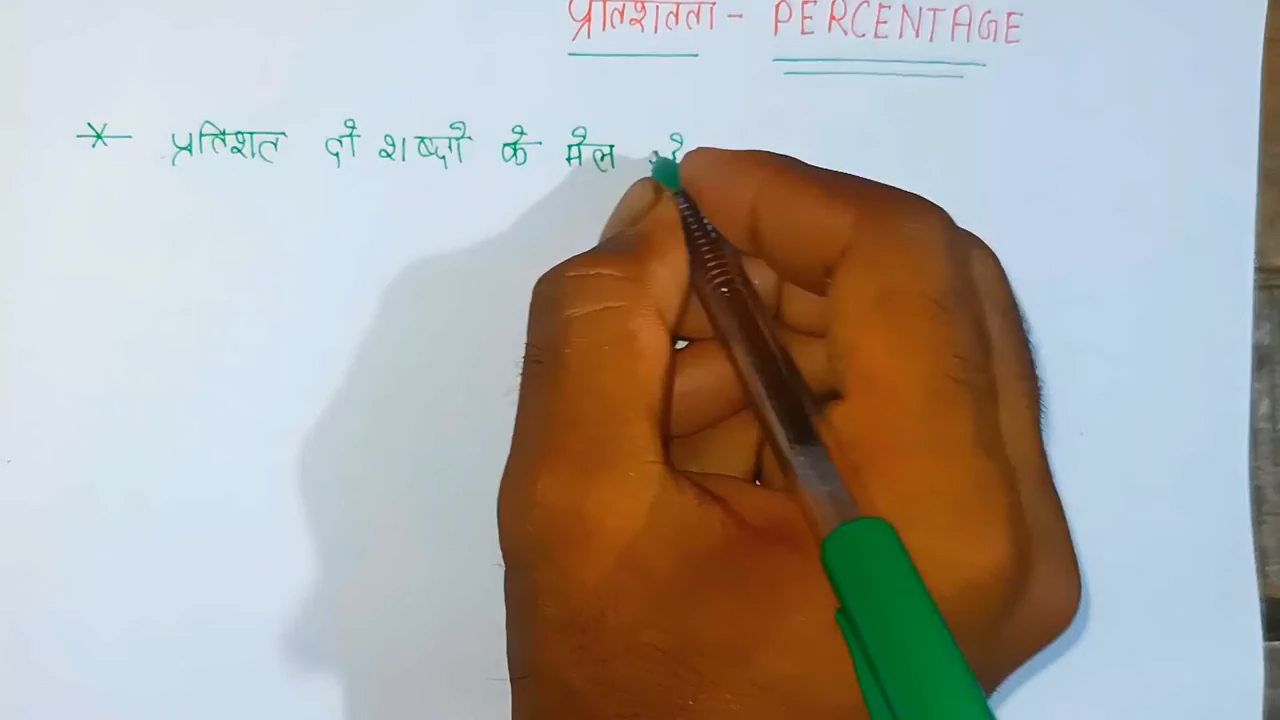 प्रतिशतता - PERCENTAGE
* प्रतिशत दो शब्दों के मेल